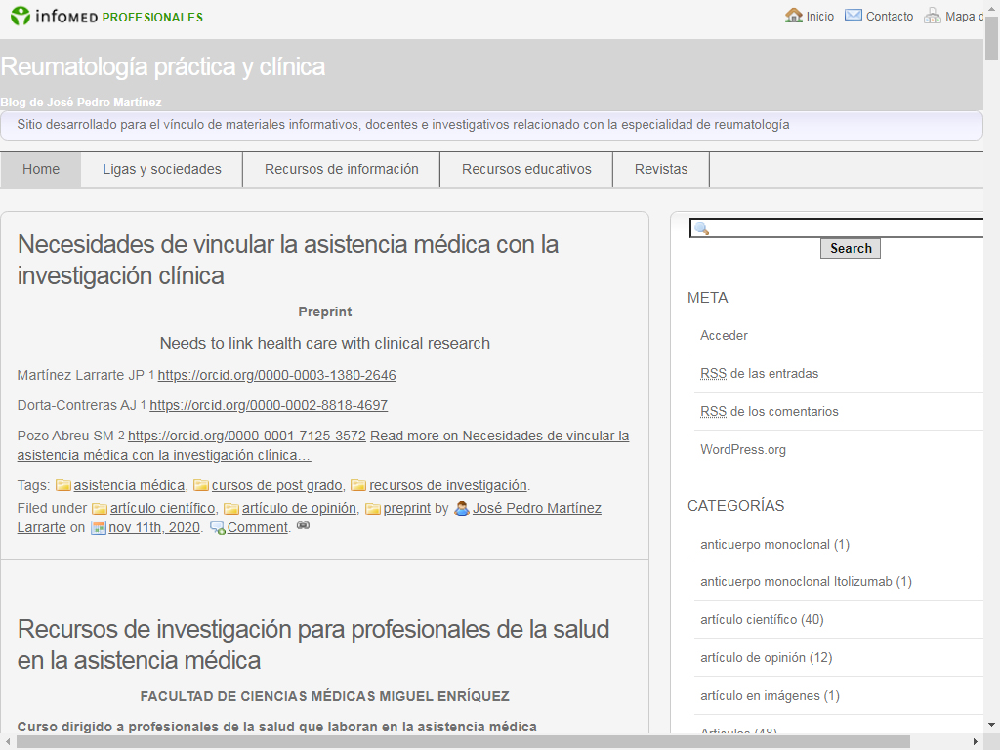 infOMED PROFESIONALES
Inicio
Contacto
Mapa
Reumatología práctica y clínica
Blog de José Pedro Martínez
Sitio desarrollado para el vínculo de materiales informativos, docentes e investigativos relacionado con la especialidad de reumatología
Home
Ligas y sociedades
Recursos de información
Recursos educativos
Revistas
Necesidades de vincular la asistencia médica con la
investigación clínica
Preprint
Needs to link health care with clinical research
Martínez Larrarte JP 1 https://orcid.org/0000-0003-1380-2646
Dorta-Contreras AJ 1 https://orcid.org/0000-0002-8818-4697
Pozo Abreu SM 2 https://orcid.org/0000-0001-7125-3572 Read more on Necesidades de vincular la
asistencia médica con la investigación clínica…
Tags: asistencia médica, cursos de post grado, recursos de investigación.
Filed under artículo científico, artículo de opinión, preprint by José Pedro Martínez
Larrarte on nov 11th, 2020. Comment.
Recursos de investigación para profesionales de la salud
en la asistencia médica
FACULTAD DE CIENCIAS MÉDICAS MIGUEL ENRÍQUEZ
Curso dirigido a profesionales de la salud que laboran en la asistencia médica
Search
META
Acceder
RSS de las entradas
RSS de los comentarios
WordPress.org
CATEGORÍAS
anticuerpo monoclonal (1)
anticuerpo monoclonal Itolizumab (1)
artículo científico (40)
artículo de opinión (12)
artículo en imágenes (1)
Artículos (48)